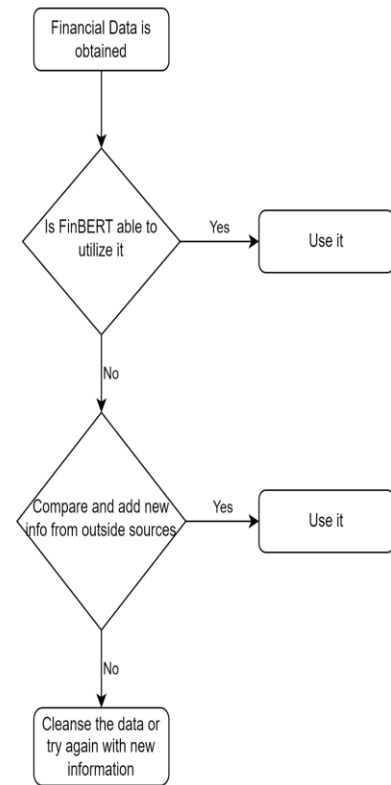 Financial Data is
obtained
Is FinBERT able to
utilize it
Yes
Use it
No
Compare and add new
info from outside sources
Yes
Use it
No
Cleanse the data or
try again with new
information